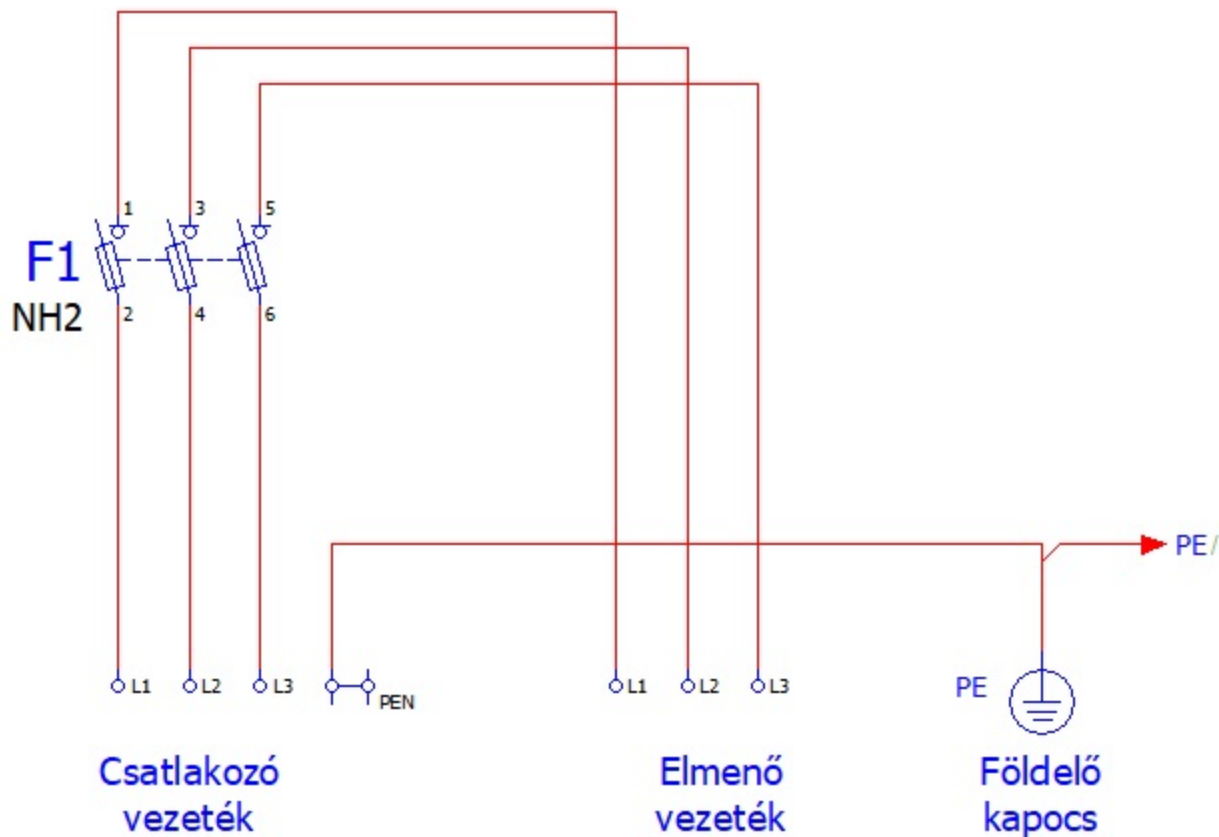 1 3 5
F1
NH2
2 4 6
PE/
L1 L2 L3 PEN L1 L2 L3 PE
Csatlakozó vezeték
Elmenő vezeték
Földelő kapocs